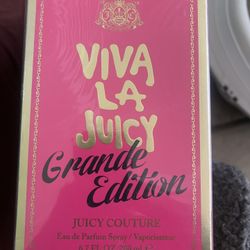 VIVA
LA
JUICY
Grande
Edition
JUICY COUTURE
Eau de Parfum Spray / Vaporisateur